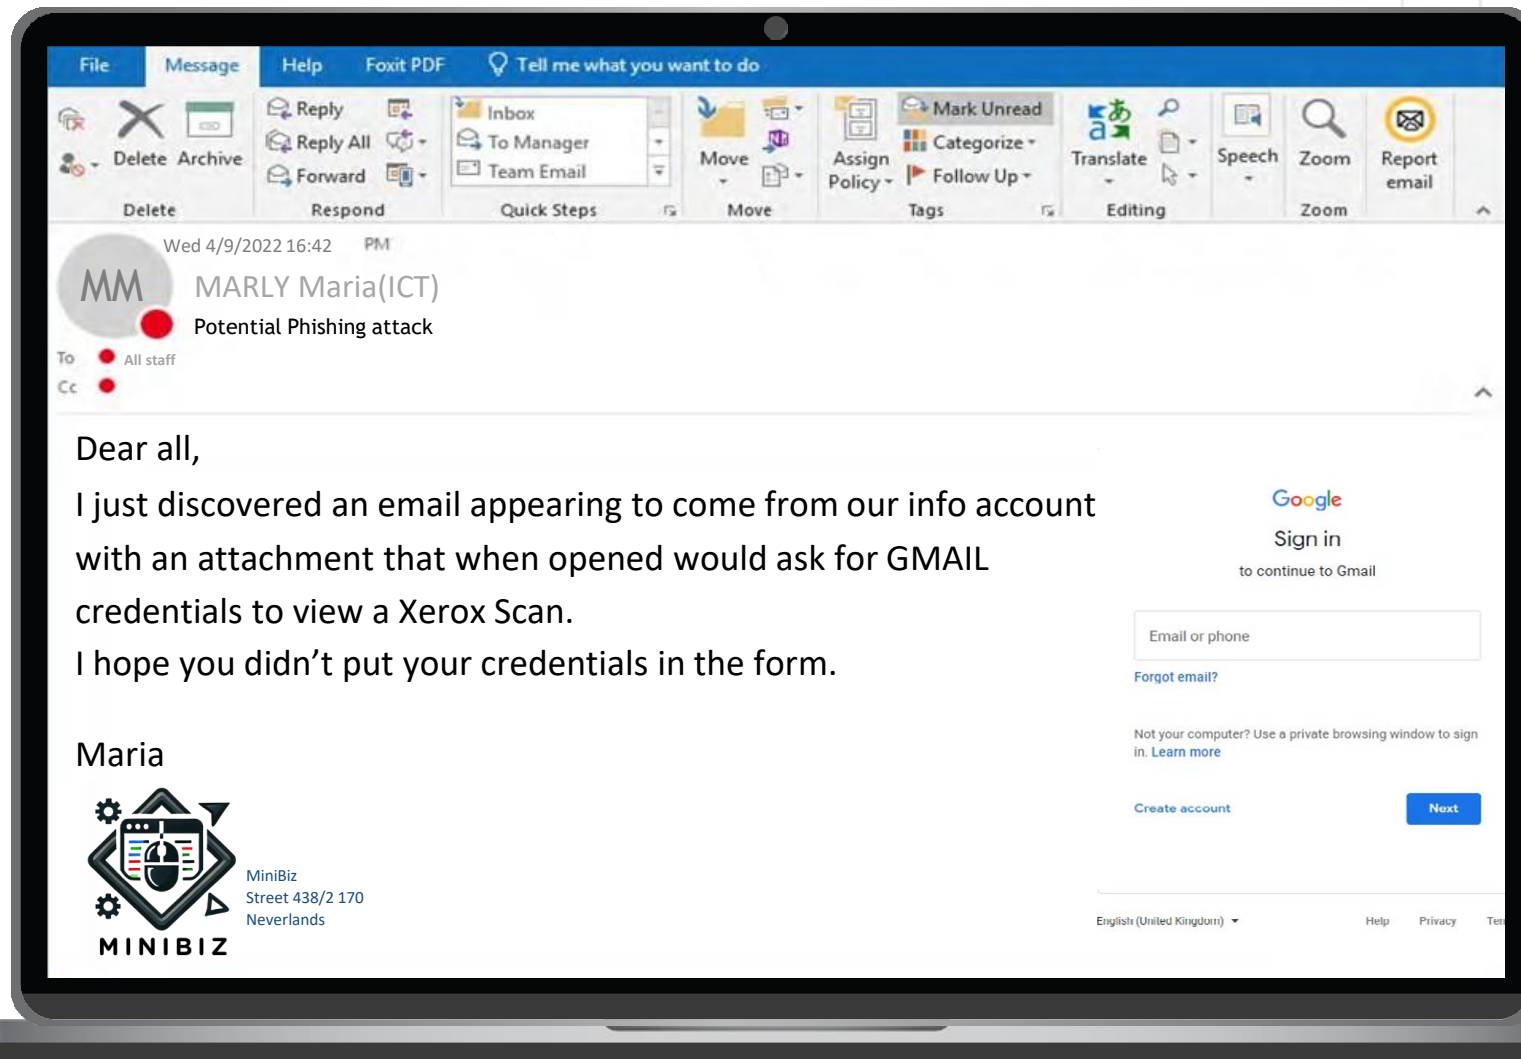 File Message Help Foxit PDF Tell me what you want to do
Reply Inbox Mark Unread
Reply All To Manager Categorize
Delete Archive Forward Team Email Move Assign Policy Follow Up Translate Speech Zoom Report email
Delete Respond Quick Steps Move Tags Editing Zoom
Wed 4/9/2022 16:42 PM
MM MARLY Maria(ICT)
Potential Phishing attack
To All staff
Cc
Dear all,
I just discovered an email appearing to come from our info account
with an attachment that when opened would ask for GMAIL
credentials to view a Xerox Scan.
I hope you didn’t put your credentials in the form.
Maria
MINIBIZ
MiniBiz
Street 438/2 170
Neverlands
Google
Sign in
to continue to Gmail
Email or phone
Forgot email?
Not your computer? Use a private browsing window to sign
in. Learn more
Create account Next
English (United Kingdom) Help Privacy